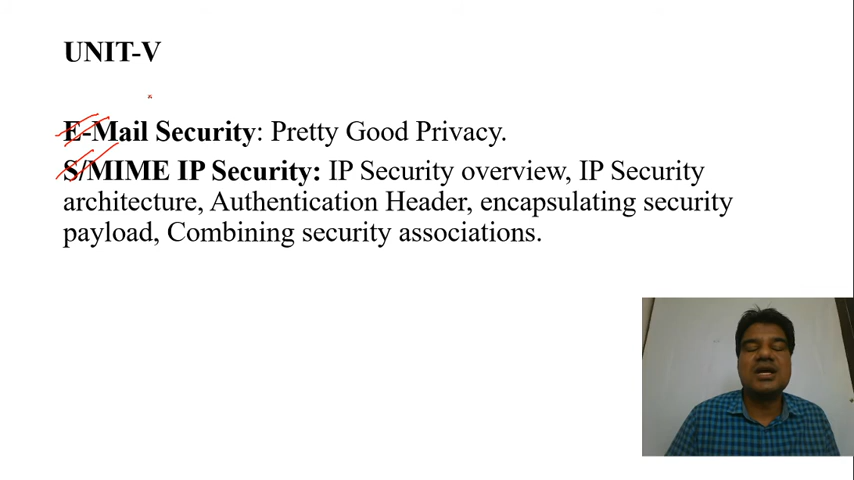 UNIT-V
E-Mail Security: Pretty Good Privacy.
S/MIME IP Security: IP Security overview, IP Security
architecture, Authentication Header, encapsulating security
payload, Combining security associations.